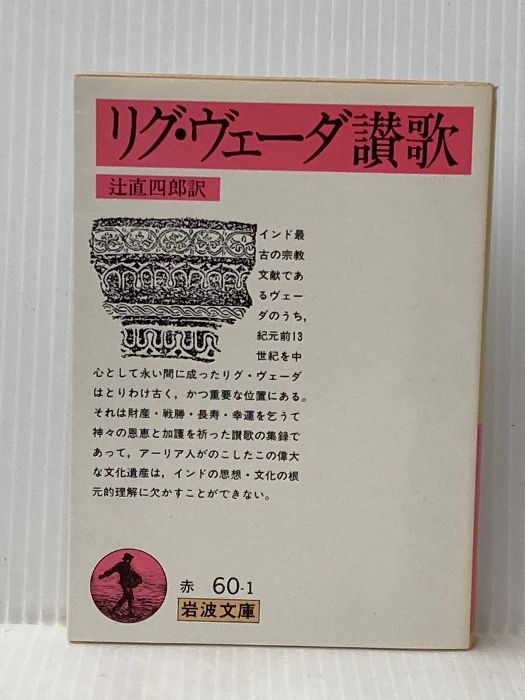 リグ・ヴェーダ讃歌
辻直四郎訳
インド最
古の宗教
文献であ
るヴェー
ダのうち,
紀元前13
世紀を中
心として永い間に成ったリグ・ヴェーダ
はとりわけ古く，かつ重要な位置にある。
それは財産・戦勝・長寿・幸運を乞うて
神々の恩恵と加護を祈った讃歌の集録で
あって，アーリア人がのこしたこの偉大
な文化遺産は，インドの思想・文化の根
元的理解に欠かすことができない。
赤 60-1
岩波文庫